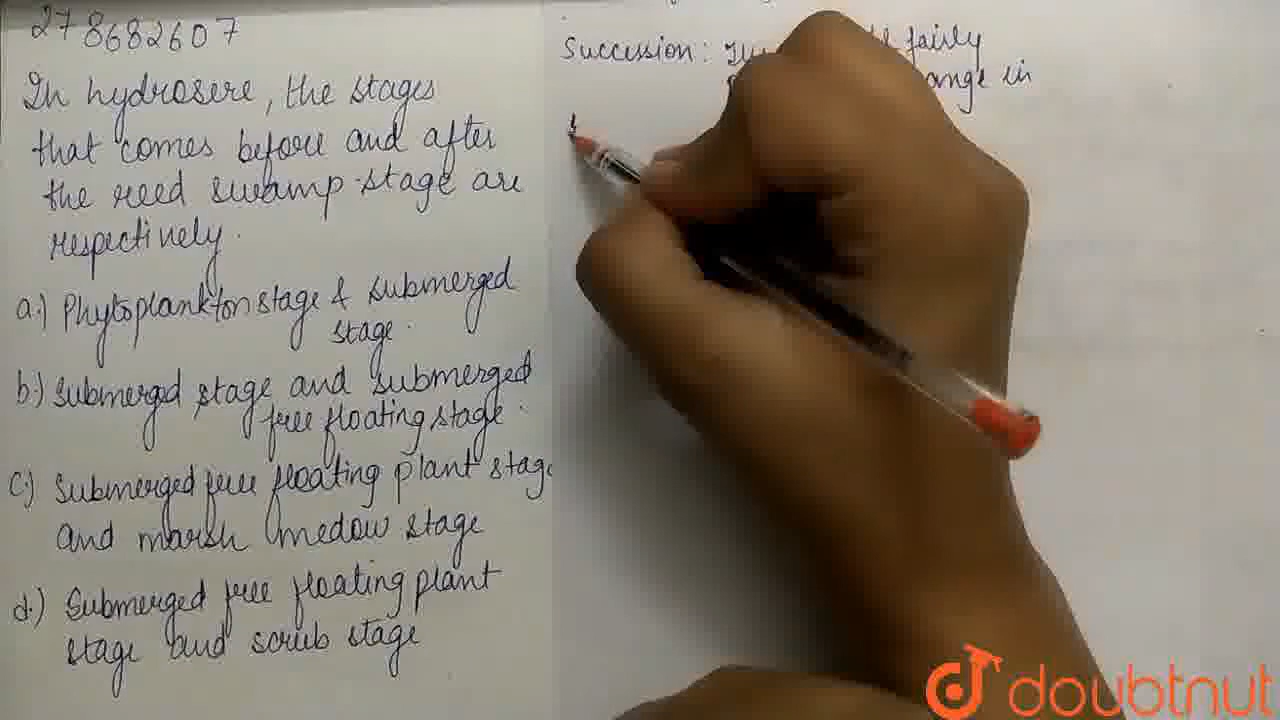 278682607
In hydrosere, the stages
that comes before and after
the reed swamp-stage are
respectively.
a.) Phytoplankton stage & submerged
stage.
b.) Submerged stage and submerged
free floating stage.
c.) Submerged free floating plant stage
and marsh medow stage
d.) Submerged free floating plant
stage and scrub stage
Succession: fairly
ange in
doubtnut